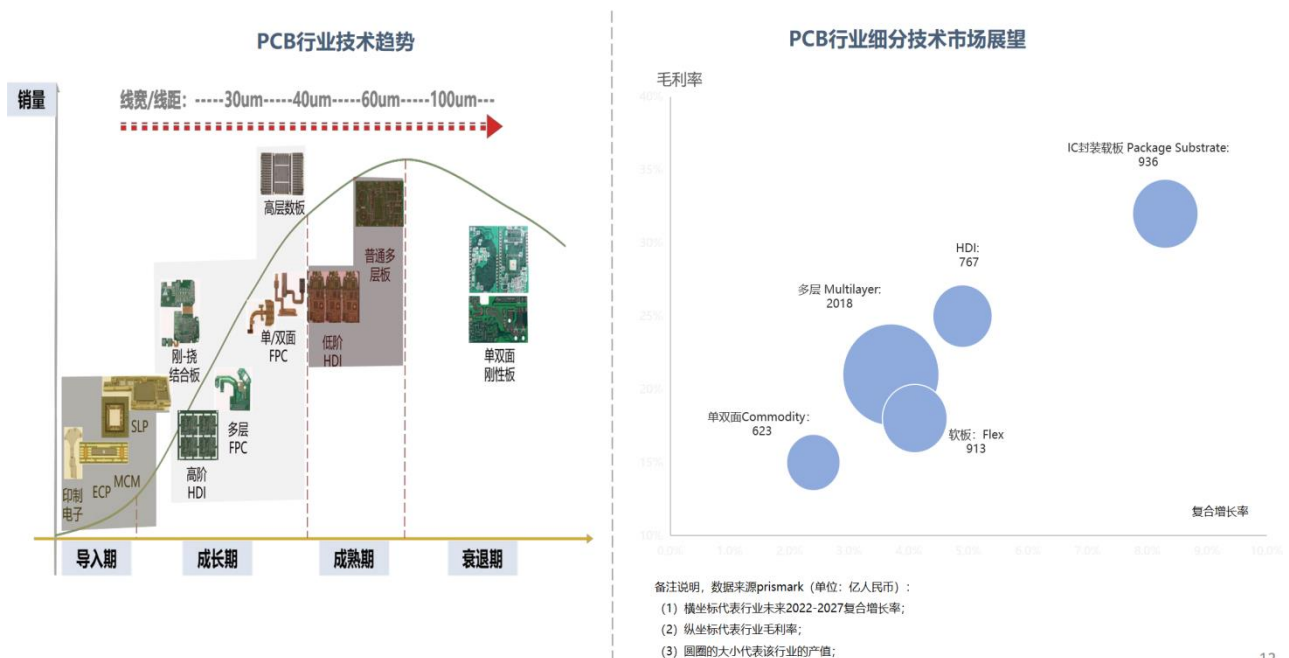 PCB行业技术趋势
销量
线宽/线距：-----30um-----40um-----60um-----100um---
高层数板
普通多
层板
刚-挠
结合板
单/双面
FPC
低阶
HDI
单双面
刚性板
SLP
多层
FPC
MCM
ECP
印制
电子
高阶
HDI
导入期
成长期
成熟期
衰退期
PCB行业细分技术市场展望
毛利率
40%
35%
30%
25%
20%
15%
10%
IC封装载板 Package Substrate:
936
HDI:
767
多层 Multilayer:
2018
单双面Commodity：
623
软板：Flex
913
复合增长率
0.0%
1.0%
2.0%
3.0%
4.0%
5.0%
6.0%
7.0%
8.0%
9.0%
10.0%
备注说明，数据来源prismark（单位：亿人民币）：
（1）横坐标代表行业未来2022-2027复合增长率；
（2）纵坐标代表行业毛利率；
（3）圆圈的大小代表该行业的产值；